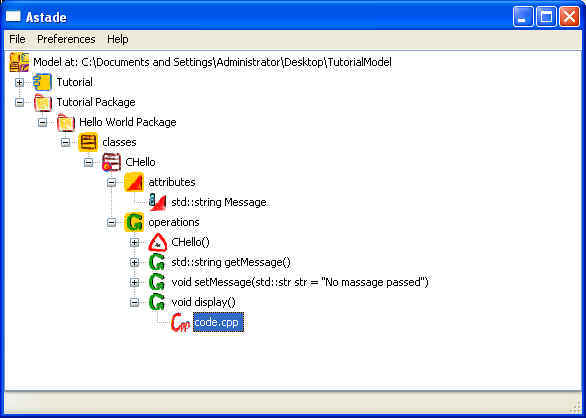 Astade
File Preferences Help
Model at: C:\Documents and Settings\Administrator\Desktop\TutorialModel
Tutorial
Tutorial Package
Hello World Package
classes
CHello
attributes
std::string Message
operations
CHello()
std::string getMessage()
void setMessage(std::str str = "No massage passed")
void display()
code.cpp